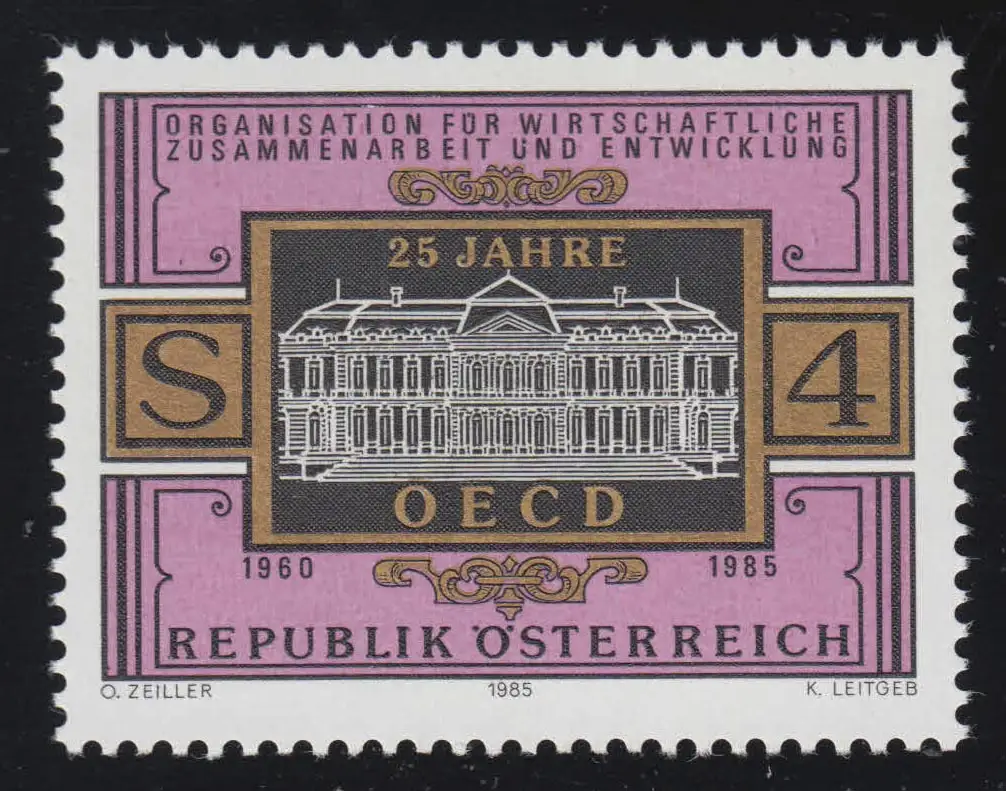 ORGANISATION FÜR WIRTSCHAFTLICHE
ZUSAMMENARBEIT UND ENTWICKLUNG
25 JAHRE
S 4
OECD
1960 1985
REPUBLIK ÖSTERREICH
O. ZEILLER 1985 K. LEITGEB